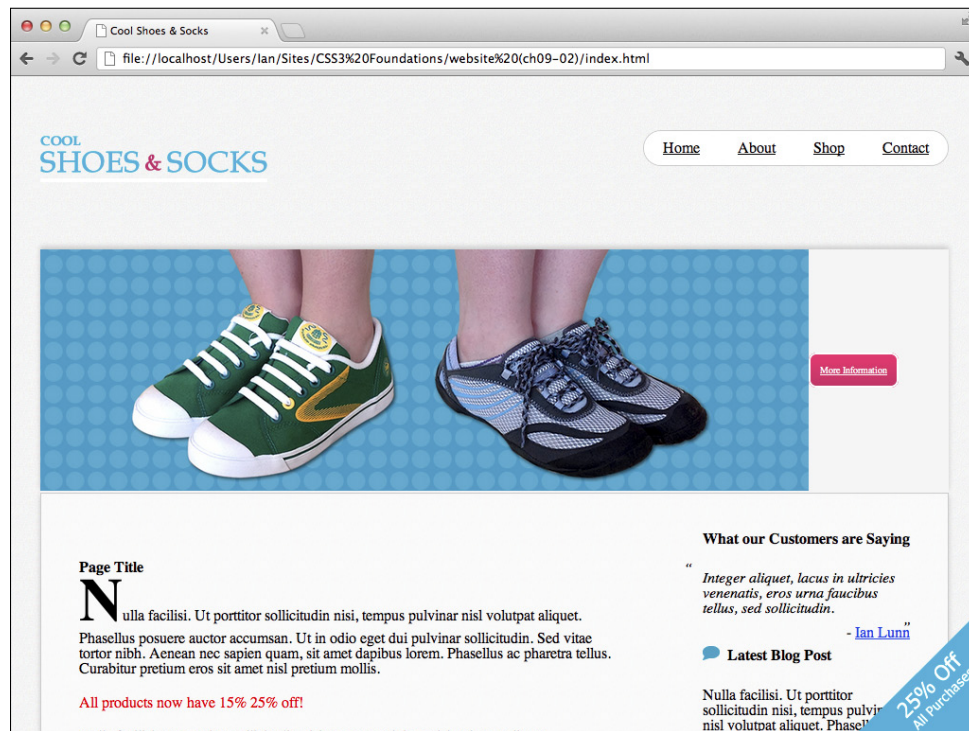 Cool Shoes & Socks
file://localhost/Users/Ian/Sites/CSS3%20Foundations/website%20(ch09-02)/index.html
COOL
SHOES & SOCKS
Home About Shop Contact
More Information
What our Customers are Saying
“
Integer aliquet, lacus in ultricies
venenatis, eros urna faucibus
tellus, sed sollicitudin.
”
- Ian Lunn
Page Title
Nulla facilisi. Ut porttitor sollicitudin nisi, tempus pulvinar nisl volutpat aliquet.
Phasellus posuere auctor accumsan. Ut in odio eget dui pulvinar sollicitudin. Sed vitae
tortor nibh. Aenean nec sapien quam, sit amet dapibus lorem. Phasellus ac pharetra tellus.
Curabitur pretium eros sit amet nisl pretium mollis.
All products now have 15% 25% off!
Latest Blog Post
Nulla facilisi. Ut porttitor
sollicitudin nisi, tempus pulvi
nisl volutpat aliquet. Phasell
25% Off
All Purchases